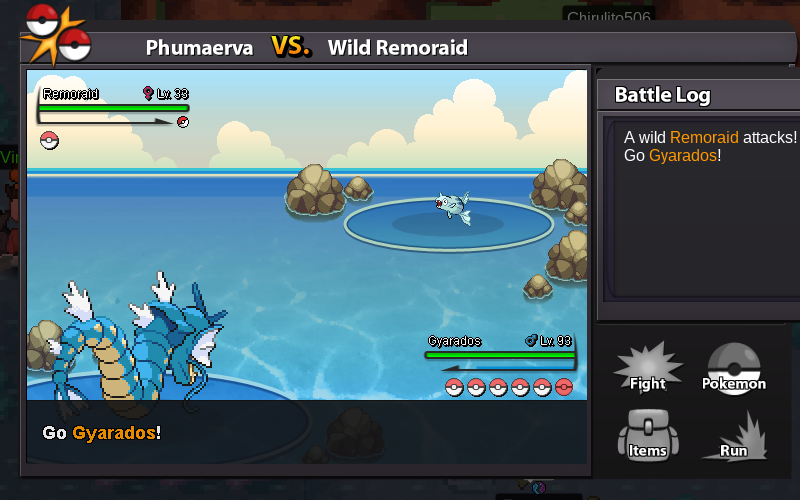 Chirulito506
Phumaerva VS. Wild Remoraid
Remoraid Lv. 33
Battle Log
A wild Remoraid attacks!
Go Gyarados!
Gyarados Lv. 93
Fight
Pokemon
Items
Run
Go Gyarados!